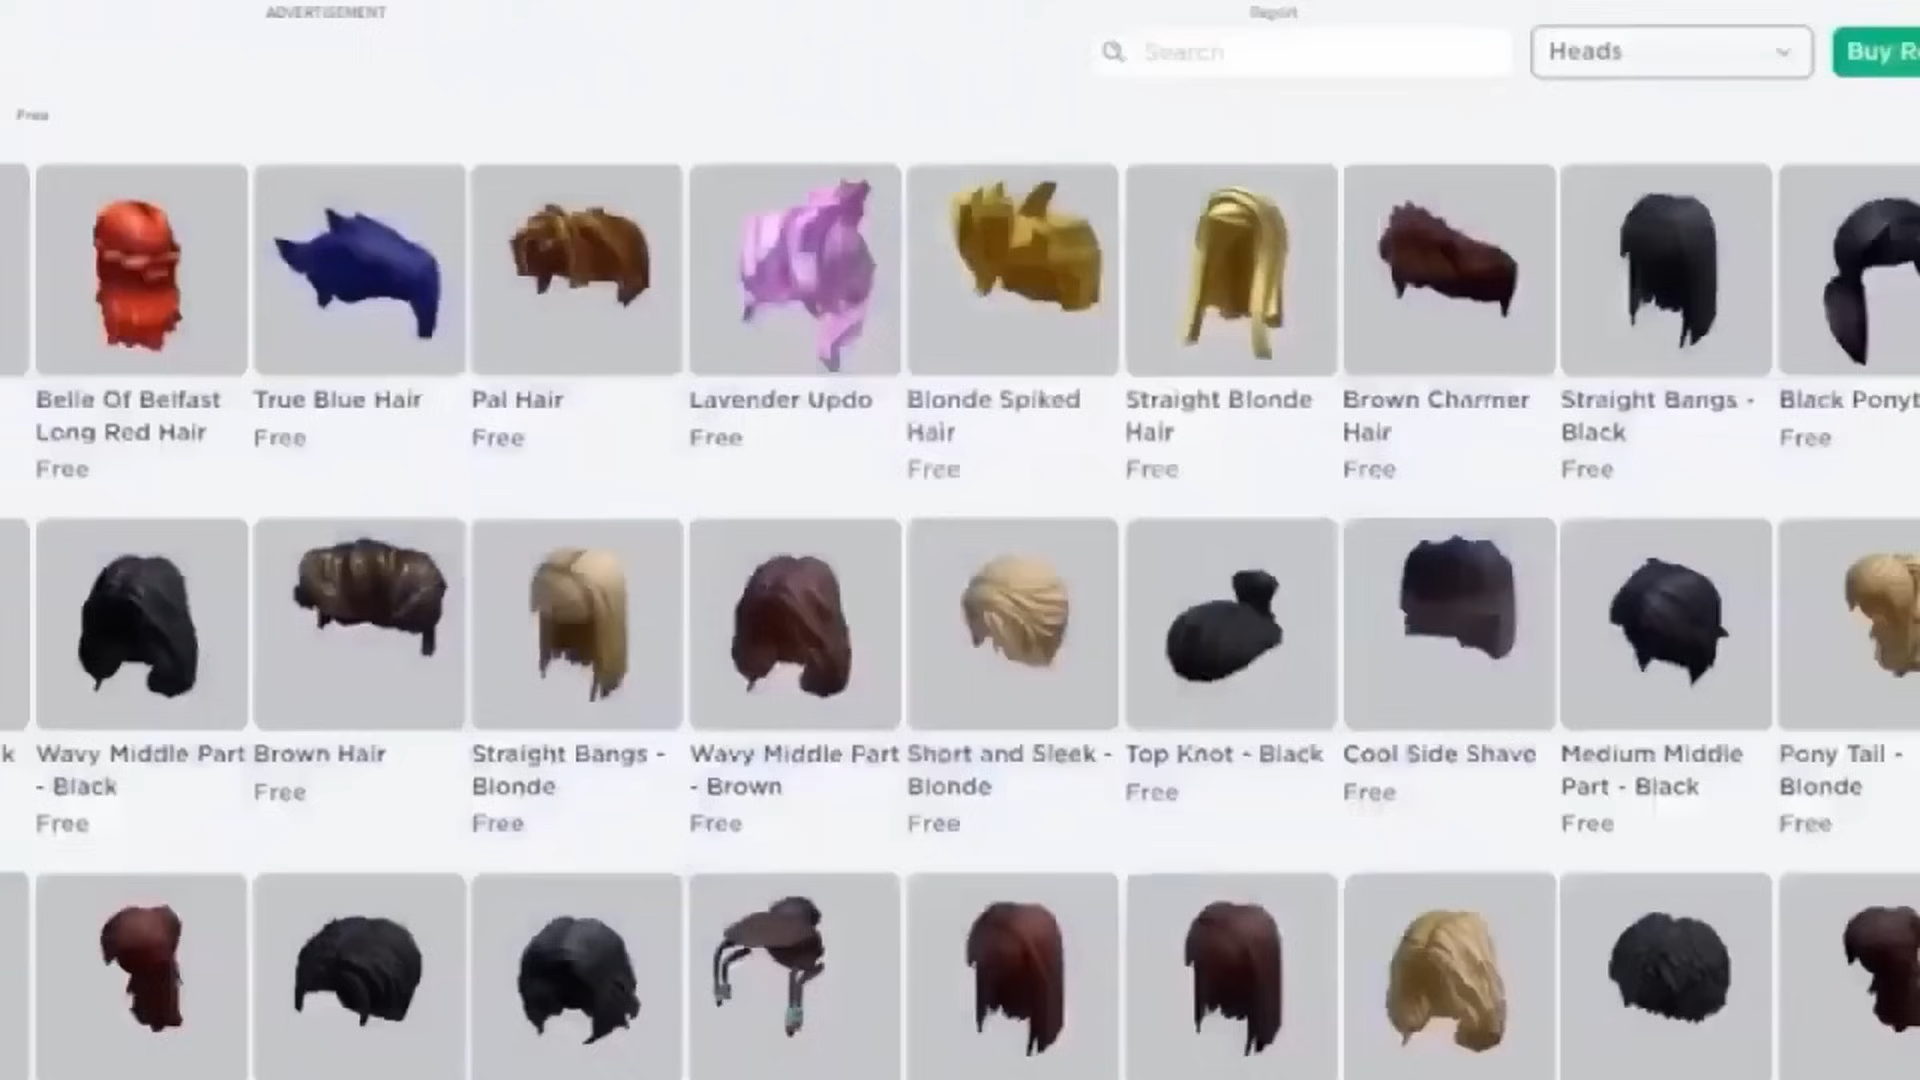 ADVERTISEMENT
Report
Search
Heads
Buy R
Free
Belle Of Belfast
Long Red Hair
Free
True Blue Hair
Free
Pal Hair
Free
Lavender Updo
Free
Blonde Spiked
Hair
Free
Straight Blonde
Hair
Free
Brown Charmer
Hair
Free
Straight Bangs -
Black
Free
Black Ponyt
Free
k
Wavy Middle Part
- Black
Free
Brown Hair
Free
Straight Bangs -
Blonde
Free
Wavy Middle Part
- Brown
Free
Short and Sleek -
Blonde
Free
Top Knot - Black
Free
Cool Side Shave
Free
Medium Middle
Part - Black
Free
Pony Tail -
Blonde
Free